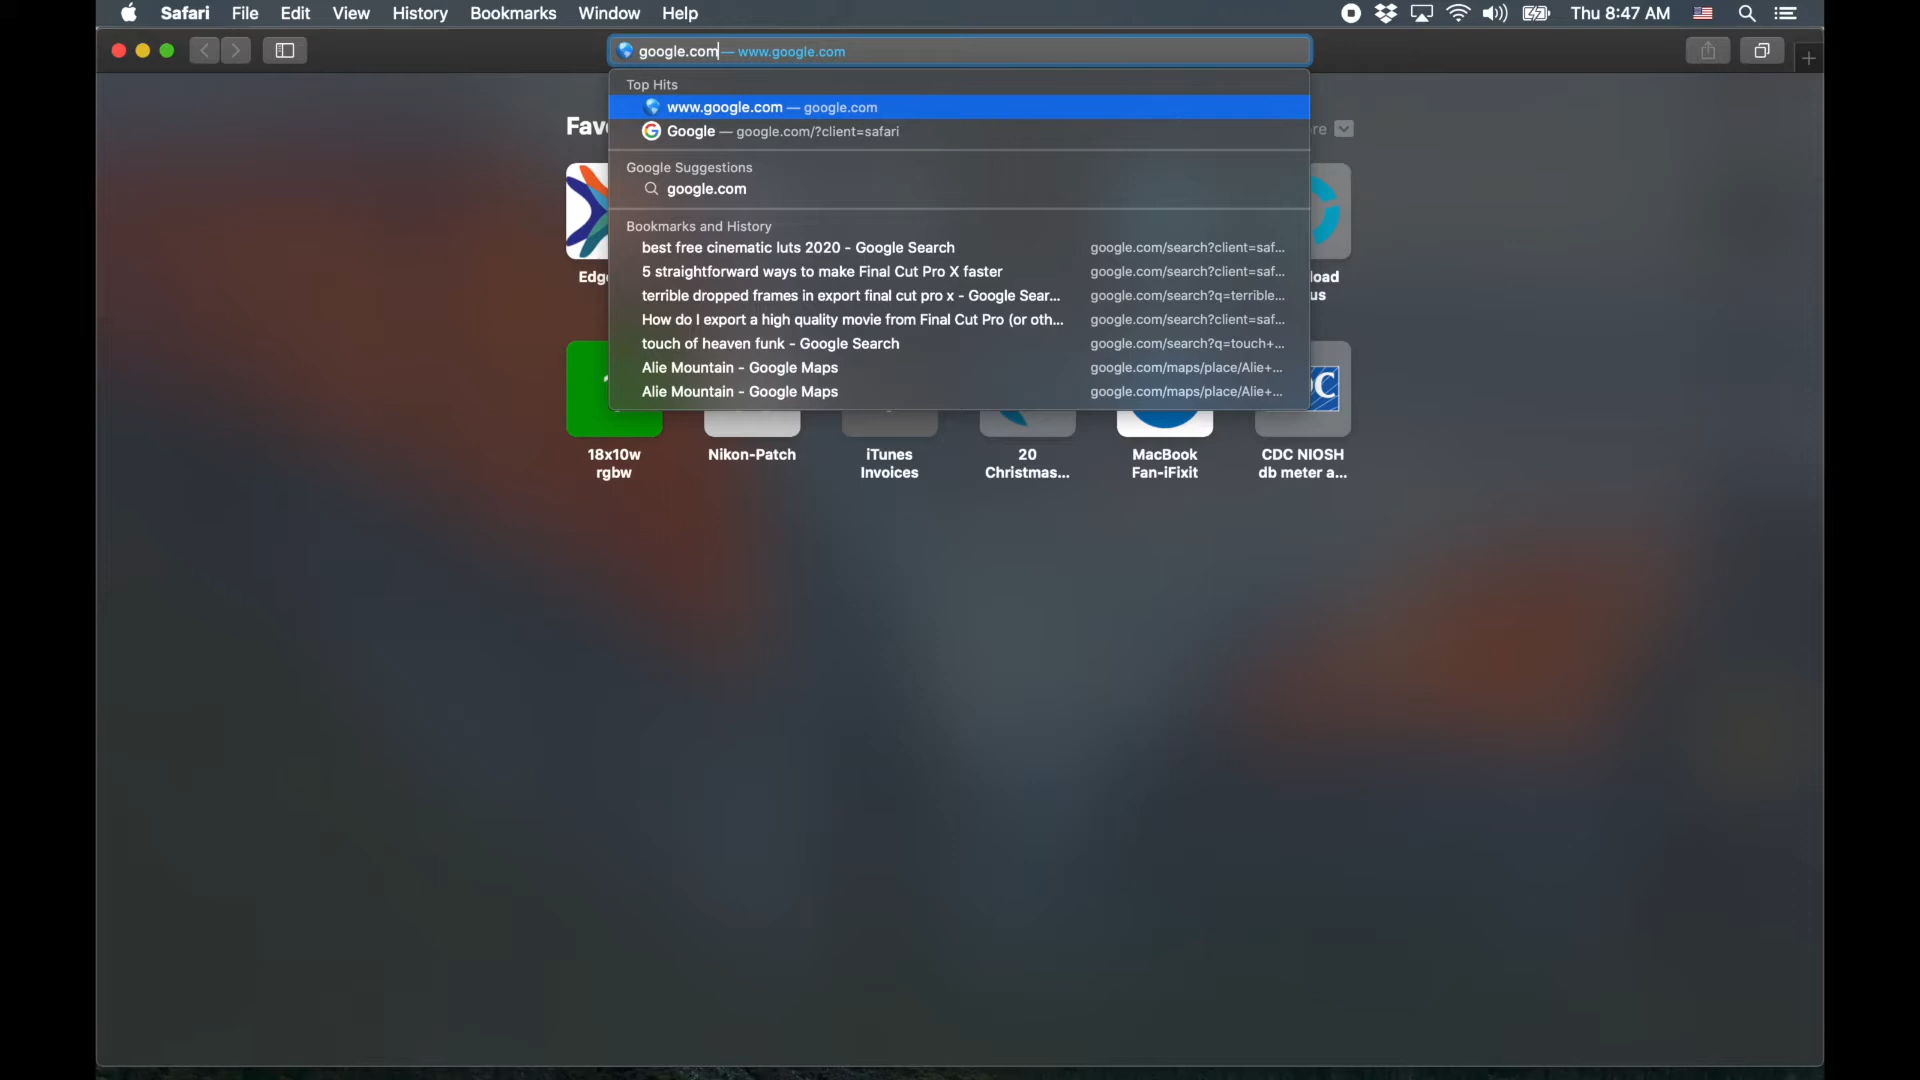 Safari File Edit View History Bookmarks Window Help Thu 8:47 AM
google.com — www.google.com
Top Hits
www.google.com — google.com
Google — google.com/?client=safari
Google Suggestions
google.com
Bookmarks and History
best free cinematic luts 2020 - Google Search google.com/search?client=saf...
5 straightforward ways to make Final Cut Pro X faster google.com/search?client=saf...
terrible dropped frames in export final cut pro x - Google Sear... google.com/search?q=terrible...
How do I export a high quality movie from Final Cut Pro (or oth... google.com/search?client=saf...
touch of heaven funk - Google Search google.com/search?q=touch+...
Alie Mountain - Google Maps google.com/maps/place/Alie+...
Alie Mountain - Google Maps google.com/maps/place/Alie+...
18x10w
rgbw
Nikon-Patch
iTunes
Invoices
20
Christmas...
MacBook
Fan-iFixit
CDC NIOSH
db meter a...